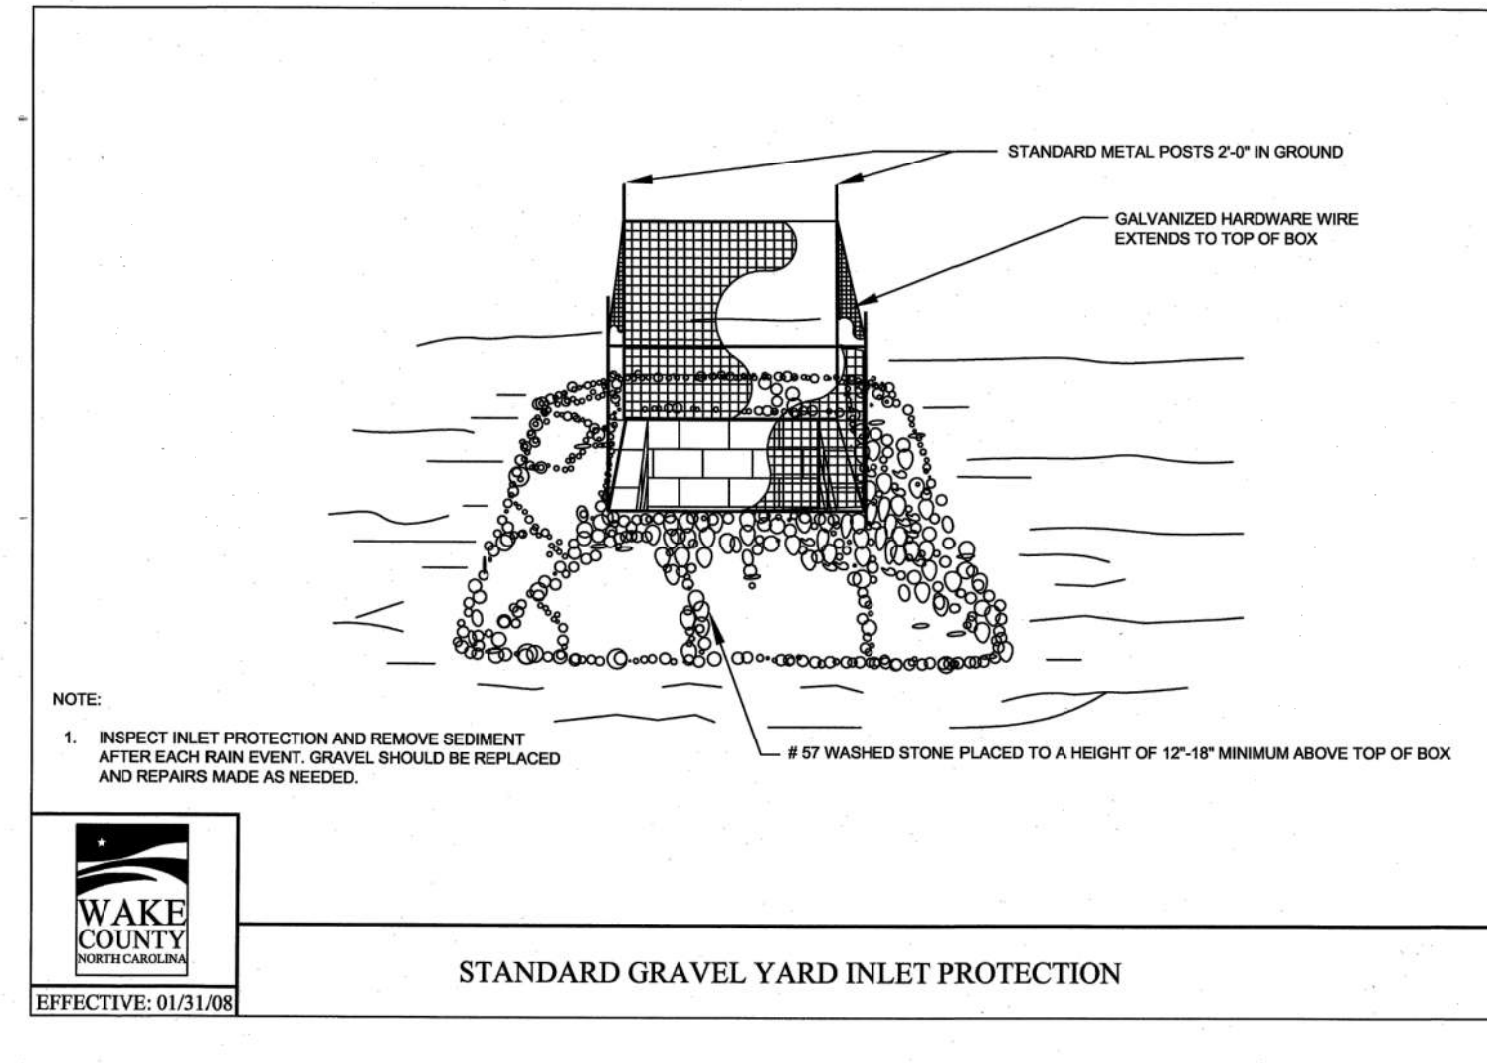 STANDARD METAL POSTS 2'-0" IN GROUND
GALVANIZED HARDWARE WIRE
EXTENDS TO TOP OF BOX
NOTE:
1. INSPECT INLET PROTECTION AND REMOVE SEDIMENT
AFTER EACH RAIN EVENT. GRAVEL SHOULD BE REPLACED
AND REPAIRS MADE AS NEEDED.
# 57 WASHED STONE PLACED TO A HEIGHT OF 12"-18" MINIMUM ABOVE TOP OF BOX
WAKE
COUNTY
NORTH CAROLINA
EFFECTIVE: 01/31/08
STANDARD GRAVEL YARD INLET PROTECTION